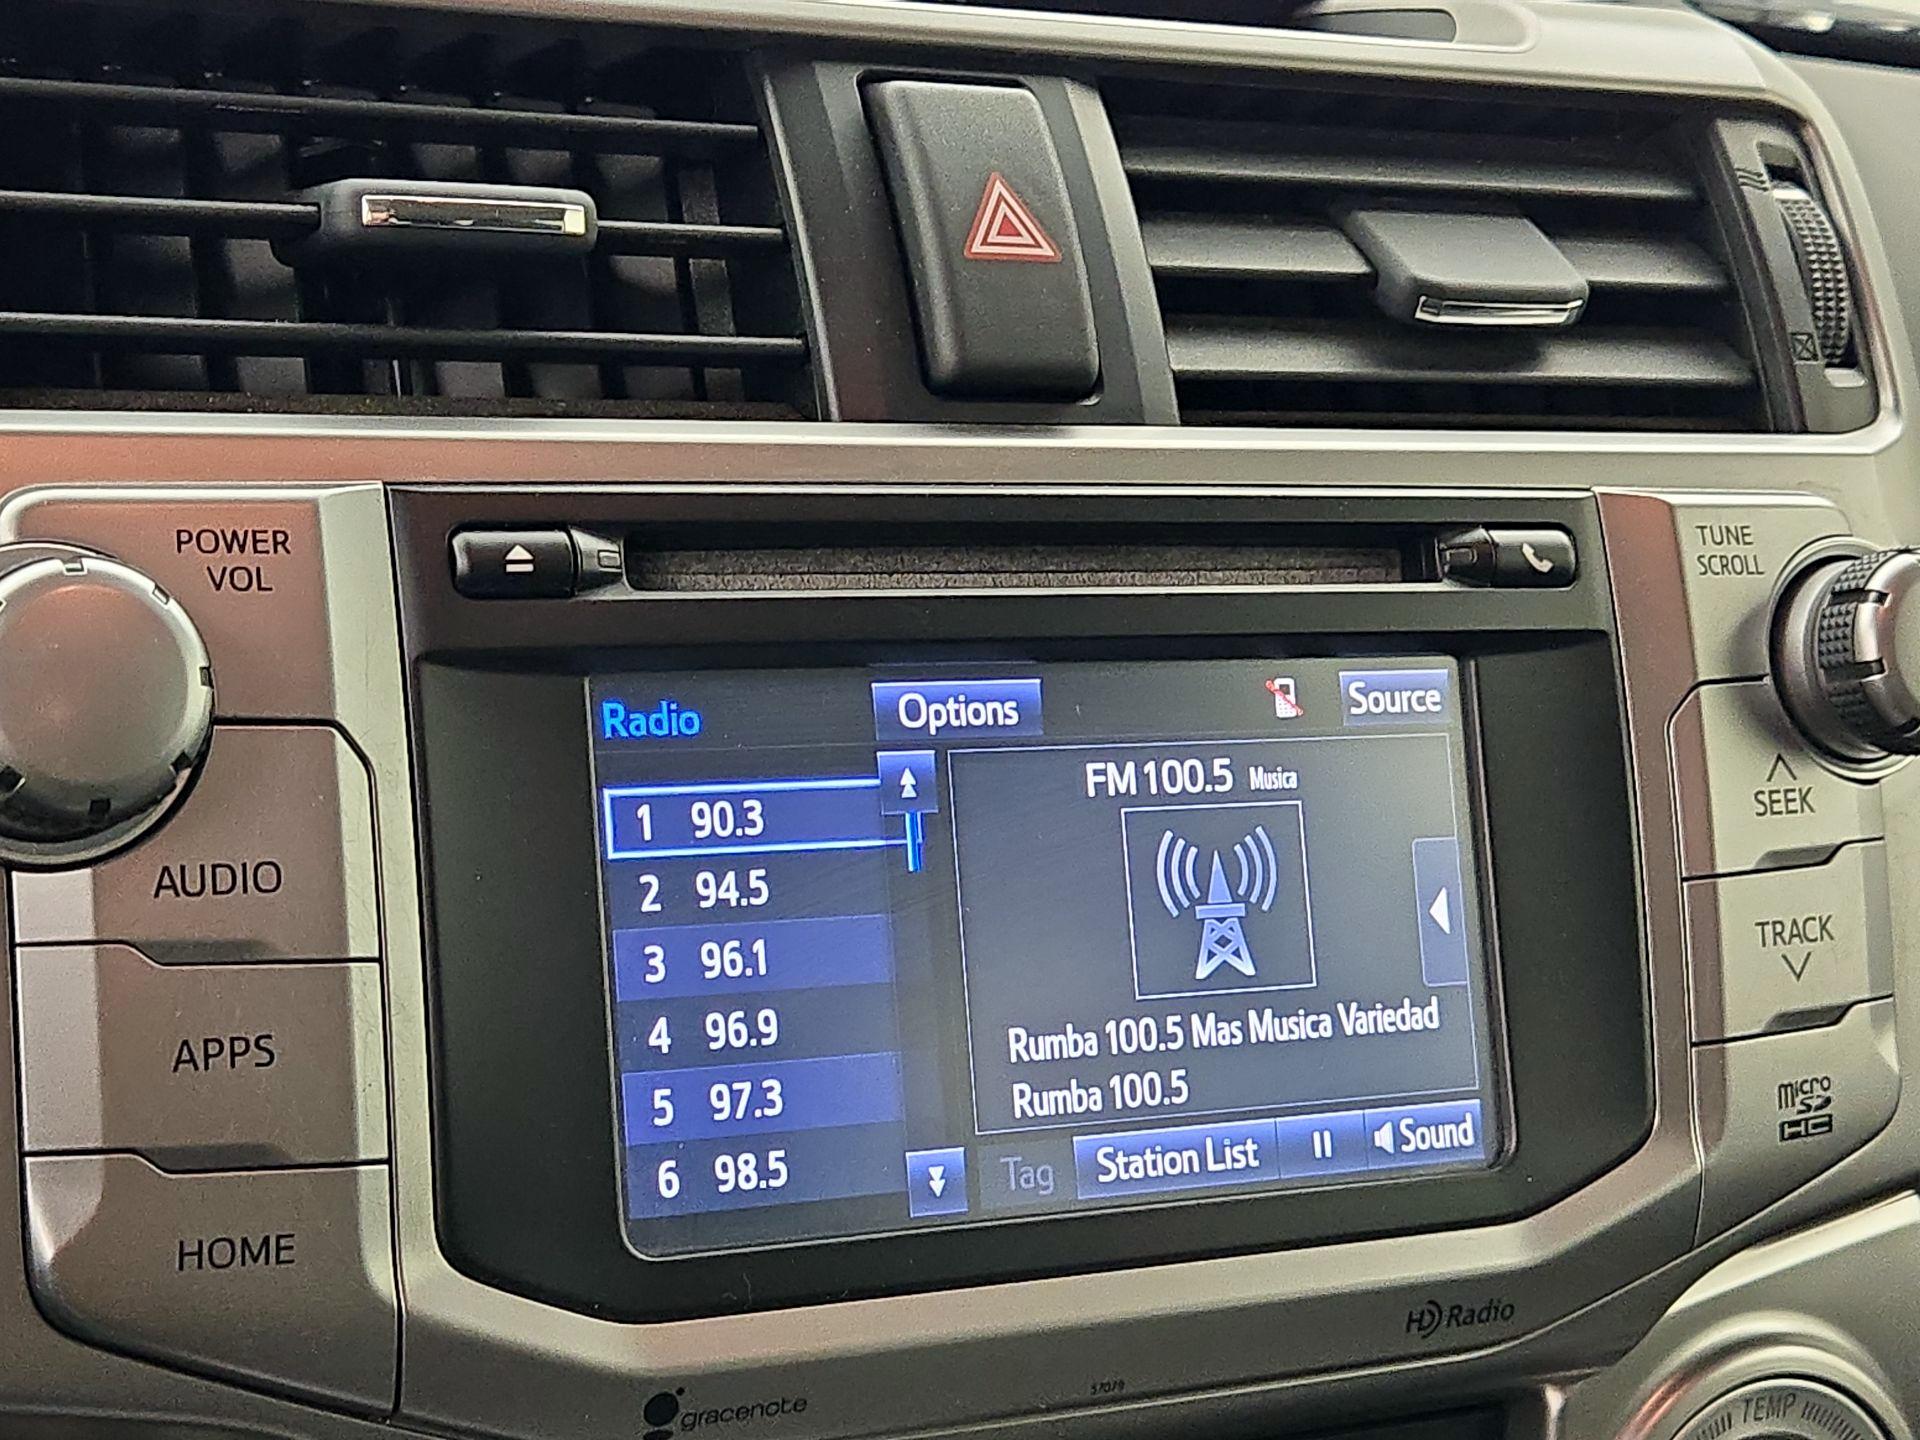 POWER
VOL
TUNE
SCROLL
Radio
Options
Source
1 90.3
2 94.5
3 96.1
4 96.9
5 97.3
6 98.5
FM 100.5 Musica
Rumba 100.5 Mas Musica Variedad
Rumba 100.5
Tag
Station List
Sound
AUDIO
APPS
HOME
SEEK
TRACK
micro
SD
HC
HD Radio
gracenote
57079
TEMP